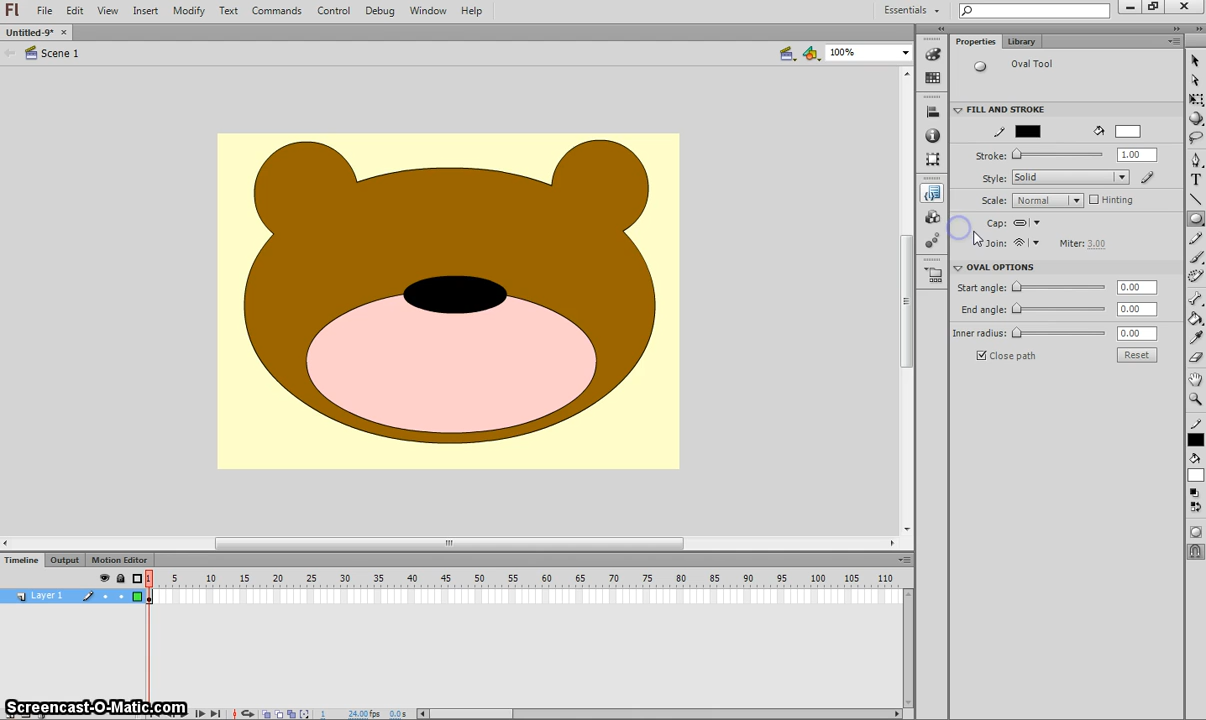 Fl File Edit View Insert Modify Text Commands Control Debug Window Help Essentials
Untitled-9* ×
Scene 1 100%
Properties Library
Oval Tool
FILL AND STROKE
Stroke: 1.00
Style: Solid
Scale: Normal Hinting
Cap:
Join: Miter: 3.00
OVAL OPTIONS
Start angle: 0.00
End angle: 0.00
Inner radius: 0.00
Close path Reset
Timeline Output Motion Editor
1 5 10 15 20 25 30 35 40 45 50 55 60 65 70 75 80 85 90 95 100 105 110
Layer 1
1 24.00 fps 0.0 s
Screencast-O-Matic.com